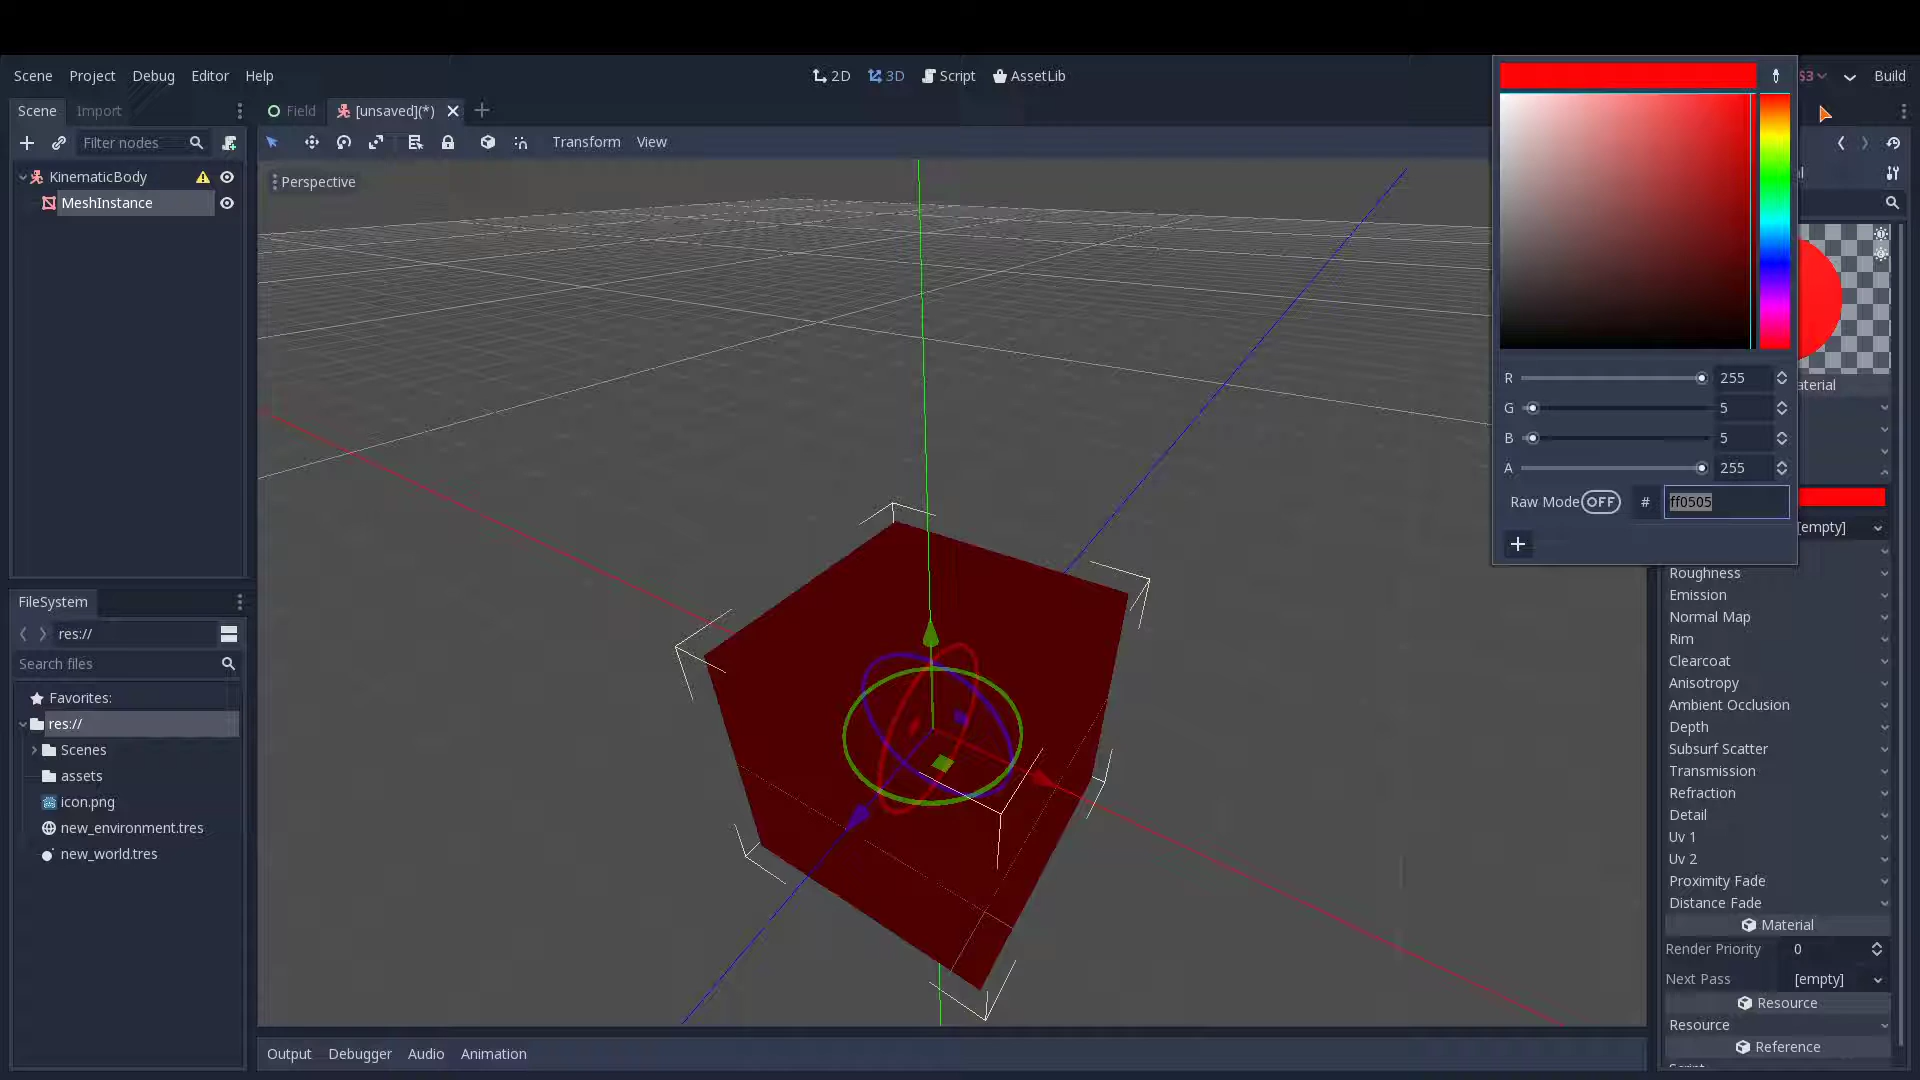 Scene Project Debug Editor Help
2D 3D Script AssetLib
Build
Scene Import
Field [unsaved](*)
Filter nodes
Transform View
KinematicBody
MeshInstance
Perspective
R 255
G 5
B 5
A 255
Raw Mode OFF # ff0505
[empty]
Roughness
Emission
Normal Map
Rim
Clearcoat
Anisotropy
Ambient Occlusion
Depth
Subsurf Scatter
Transmission
Refraction
Detail
Uv 1
Uv 2
Proximity Fade
Distance Fade
Material
Render Priority 0
Next Pass [empty]
Resource
Resource
Reference
FileSystem
res://
Search files
Favorites:
res://
Scenes
assets
icon.png
new_environment.tres
new_world.tres
Output Debugger Audio Animation